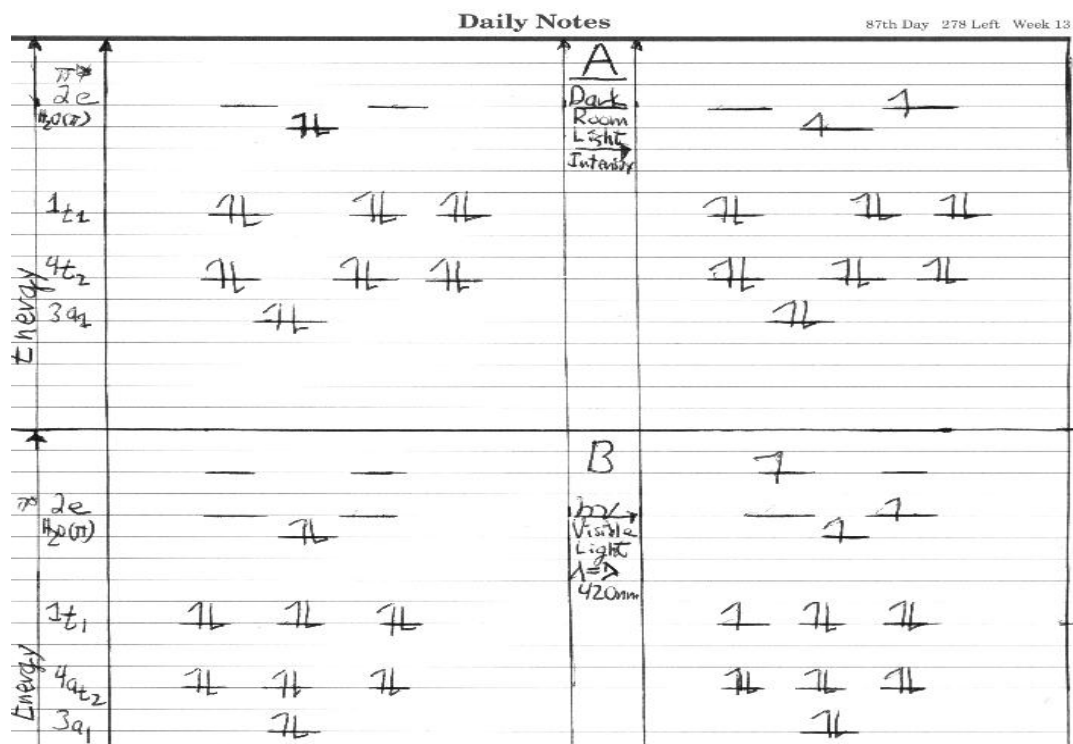 Daily Notes
87th Day 278 Left Week 13
π*
2e
H₂O(π)
1t₁
4t₂
3a₁
Energy
A
Dark
Room
Light
Intensity
π*
2e
H₂O(π)
1t₁
4at₂
3a₁
Energy
B
Visible
Light
420nm